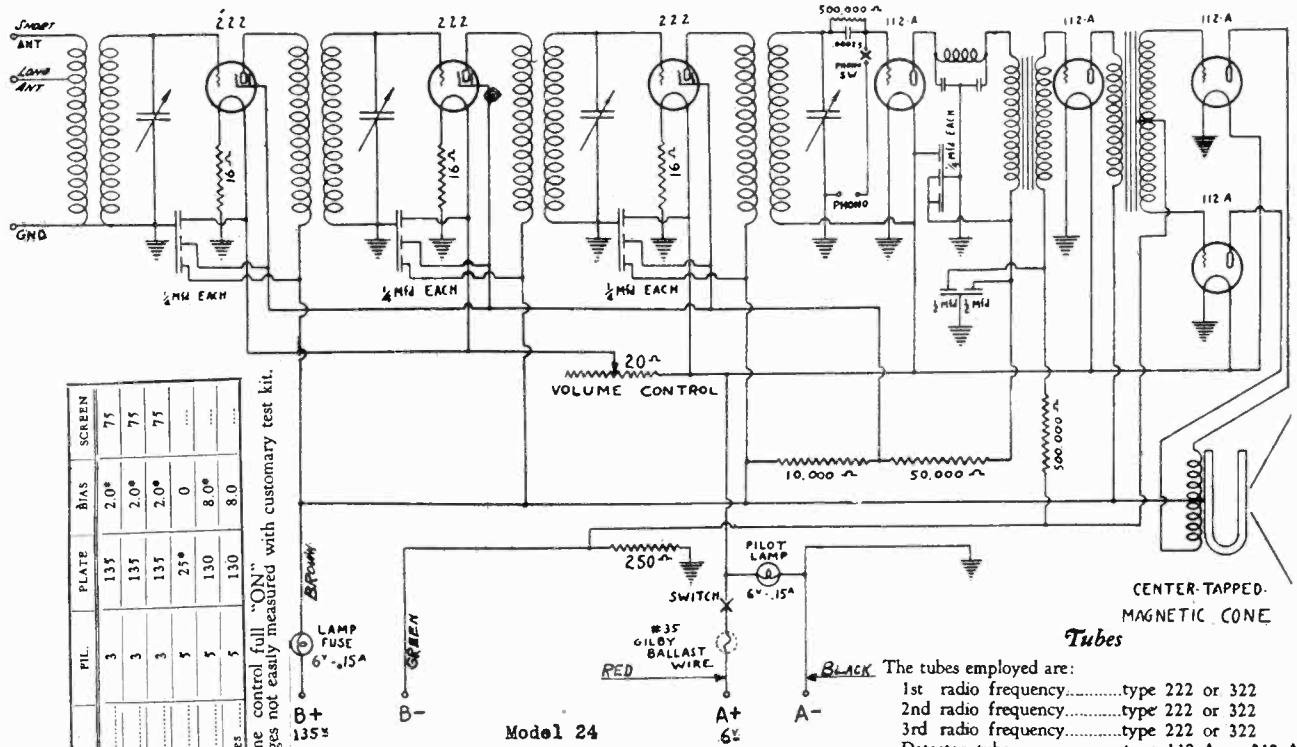 SHORT
ANT
LONG
ANT
GND
222
222
222
500,000 Ω
.00025
PHONO
SW
112-A
112-A
112-A
112 A
16 Ω
16 Ω
16 Ω
¼ Mfd EACH
¼ Mfd EACH
¼ Mfd EACH
¼ Mfd EACH
PHONO
½ Mfd
½ Mfd
20 Ω
VOLUME CONTROL
10,000 Ω
50,000 Ω
500,000 Ω
250 Ω
PILOT
LAMP
6V-.15A
SWITCH
#35
GILBY
BALLAST
WIRE
RED
BLACK
BROWN
GREEN
LAMP
FUSE
6V-.15A
B+
135V
B-
A+
6V
A-
Model 24
CENTER-TAPPED-
MAGNETIC CONE
FIL. PLATE BIAS SCREEN
3 135 2.0* 75
3 135 2.0* 75
3 135 2.0* 75
5 25* 0 ....
5 130 8.0* ....
5 130 8.0 ....
me control full "ON"
ges not easily measured with customary test kit.
Tubes
The tubes employed are:
1st radio frequency..........type 222 or 322
2nd radio frequency..........type 222 or 322
3rd radio frequency..........type 222 or 322